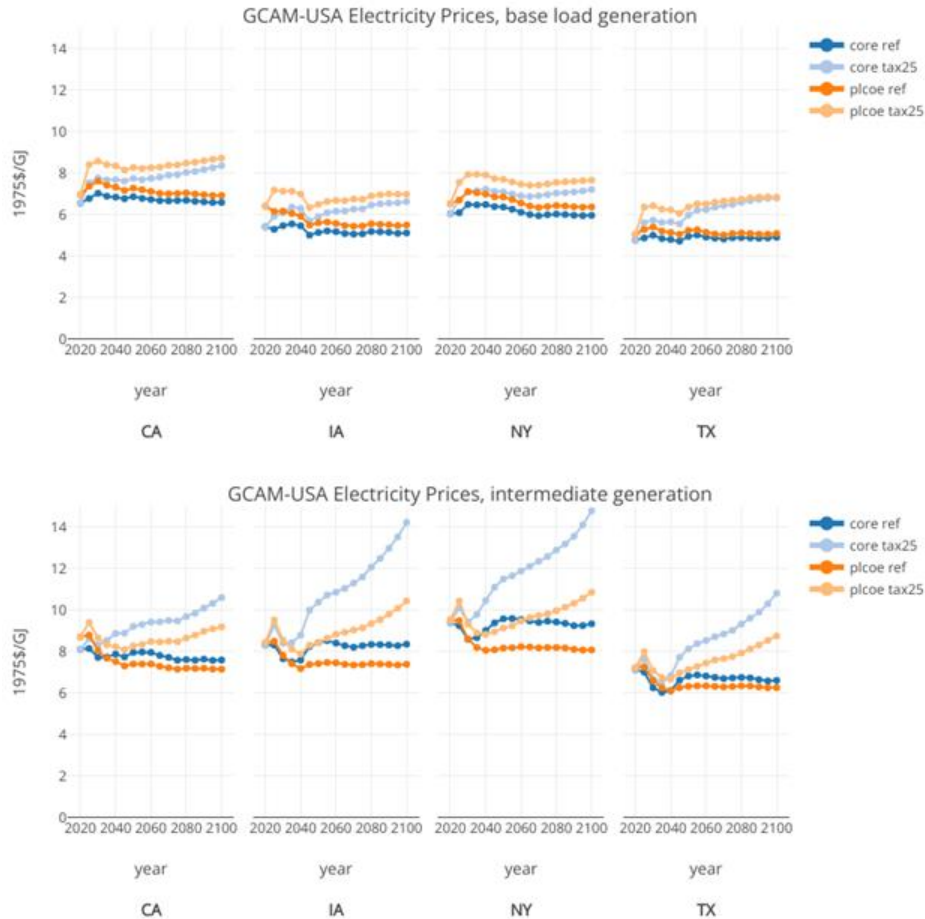 GCAM-USA Electricity Prices, base load generation
14
12
10
8
6
4
2
0
1975$/GJ
2020 2040 2060 2080 2100
2020 2040 2060 2080 2100
2020 2040 2060 2080 2100
2020 2040 2060 2080 2100
year
year
year
year
CA
IA
NY
TX
core ref
core tax25
plcoe ref
plcoe tax25
GCAM-USA Electricity Prices, intermediate generation
14
12
10
8
6
4
2
0
1975$/GJ
2020 2040 2060 2080 2100
2020 2040 2060 2080 2100
2020 2040 2060 2080 2100
2020 2040 2060 2080 2100
year
year
year
year
CA
IA
NY
TX
core ref
core tax25
plcoe ref
plcoe tax25